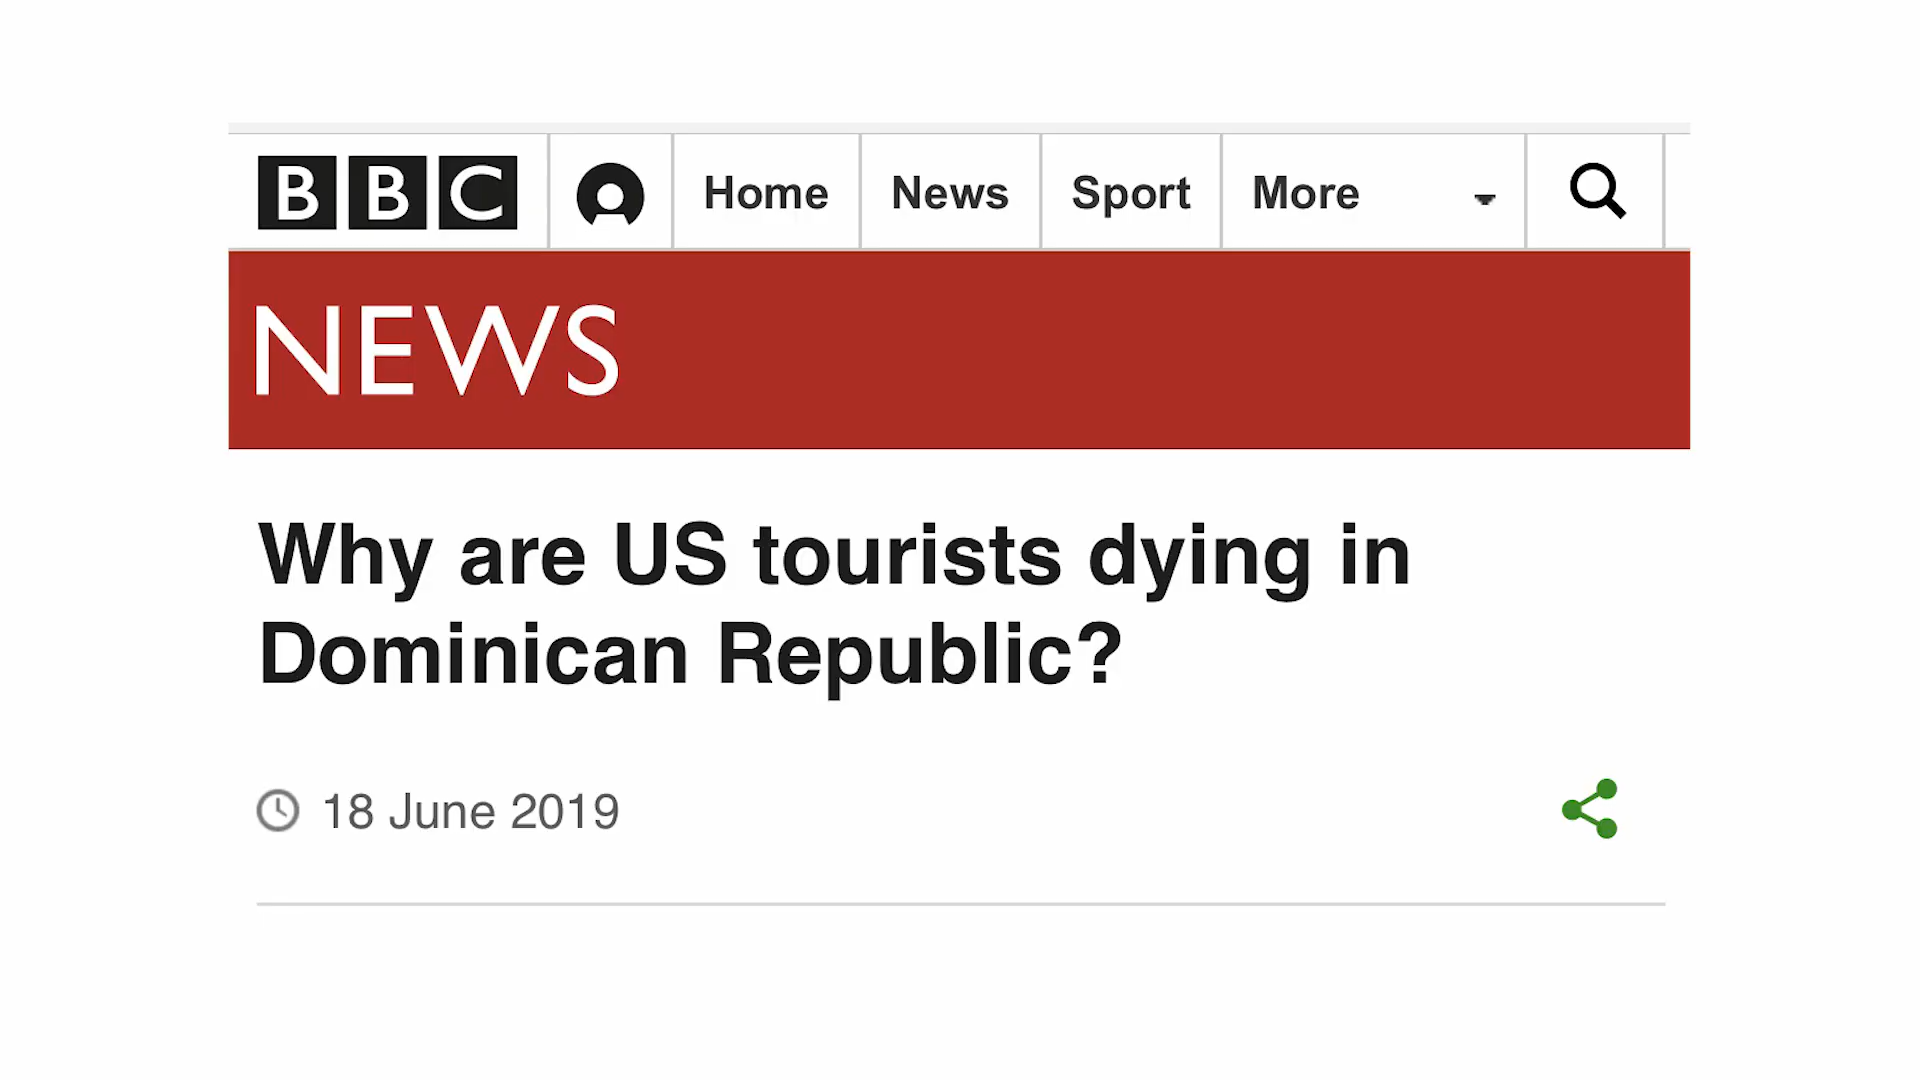 BBC Home News Sport More
NEWS
Why are US tourists dying in
Dominican Republic?
18 June 2019